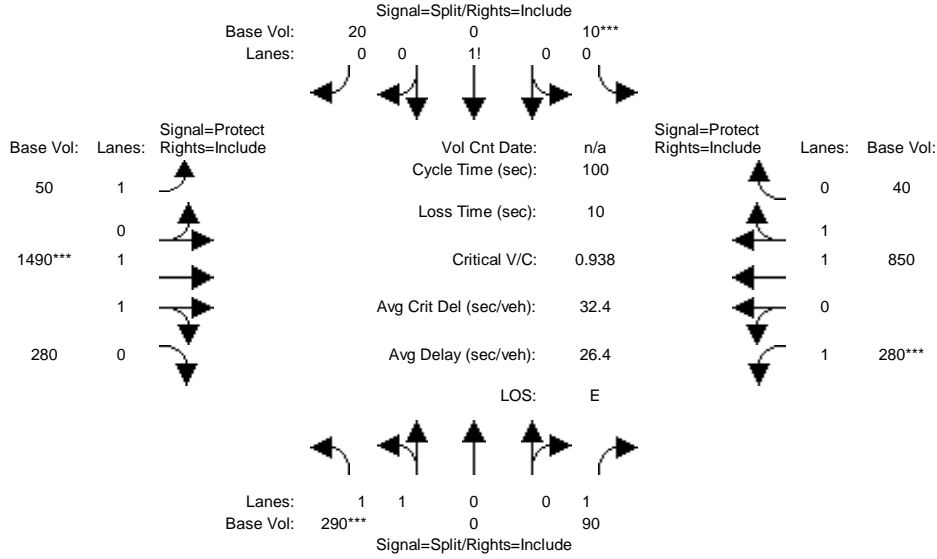 Signal=Split/Rights=Include
Base Vol: 20 0 10***
Lanes: 0 0 1! 0 0
Signal=Protect Signal=Protect
Base Vol: Lanes: Rights=Include Vol Cnt Date: n/a Rights=Include Lanes: Base Vol:
Cycle Time (sec): 100
50 1 0 40
Loss Time (sec): 10
0 1
1490*** 1 Critical V/C: 0.938 1 850
1 Avg Crit Del (sec/veh): 32.4 0
280 0 Avg Delay (sec/veh): 26.4 1 280***
LOS: E
Lanes: 1 1 0 0 1
Base Vol: 290*** 0 90
Signal=Split/Rights=Include